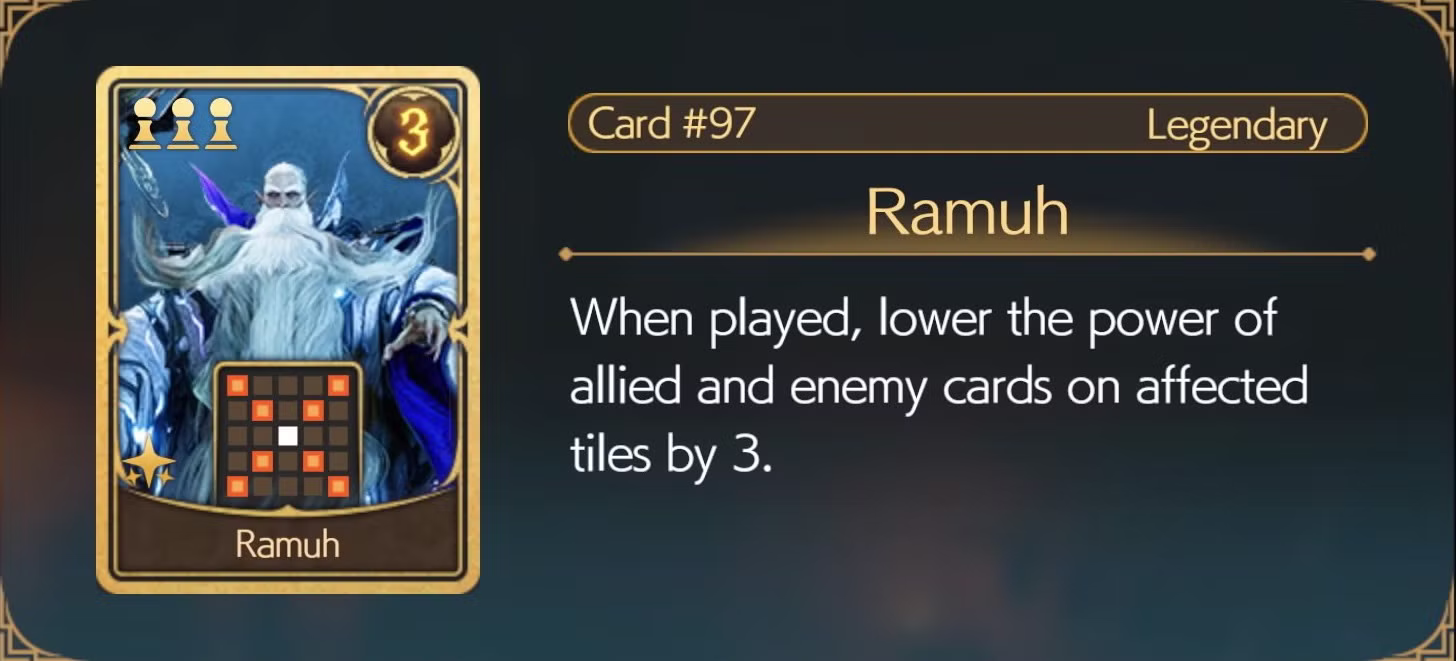 3
Ramuh
Card #97 Legendary
Ramuh
When played, lower the power of
allied and enemy cards on affected
tiles by 3.